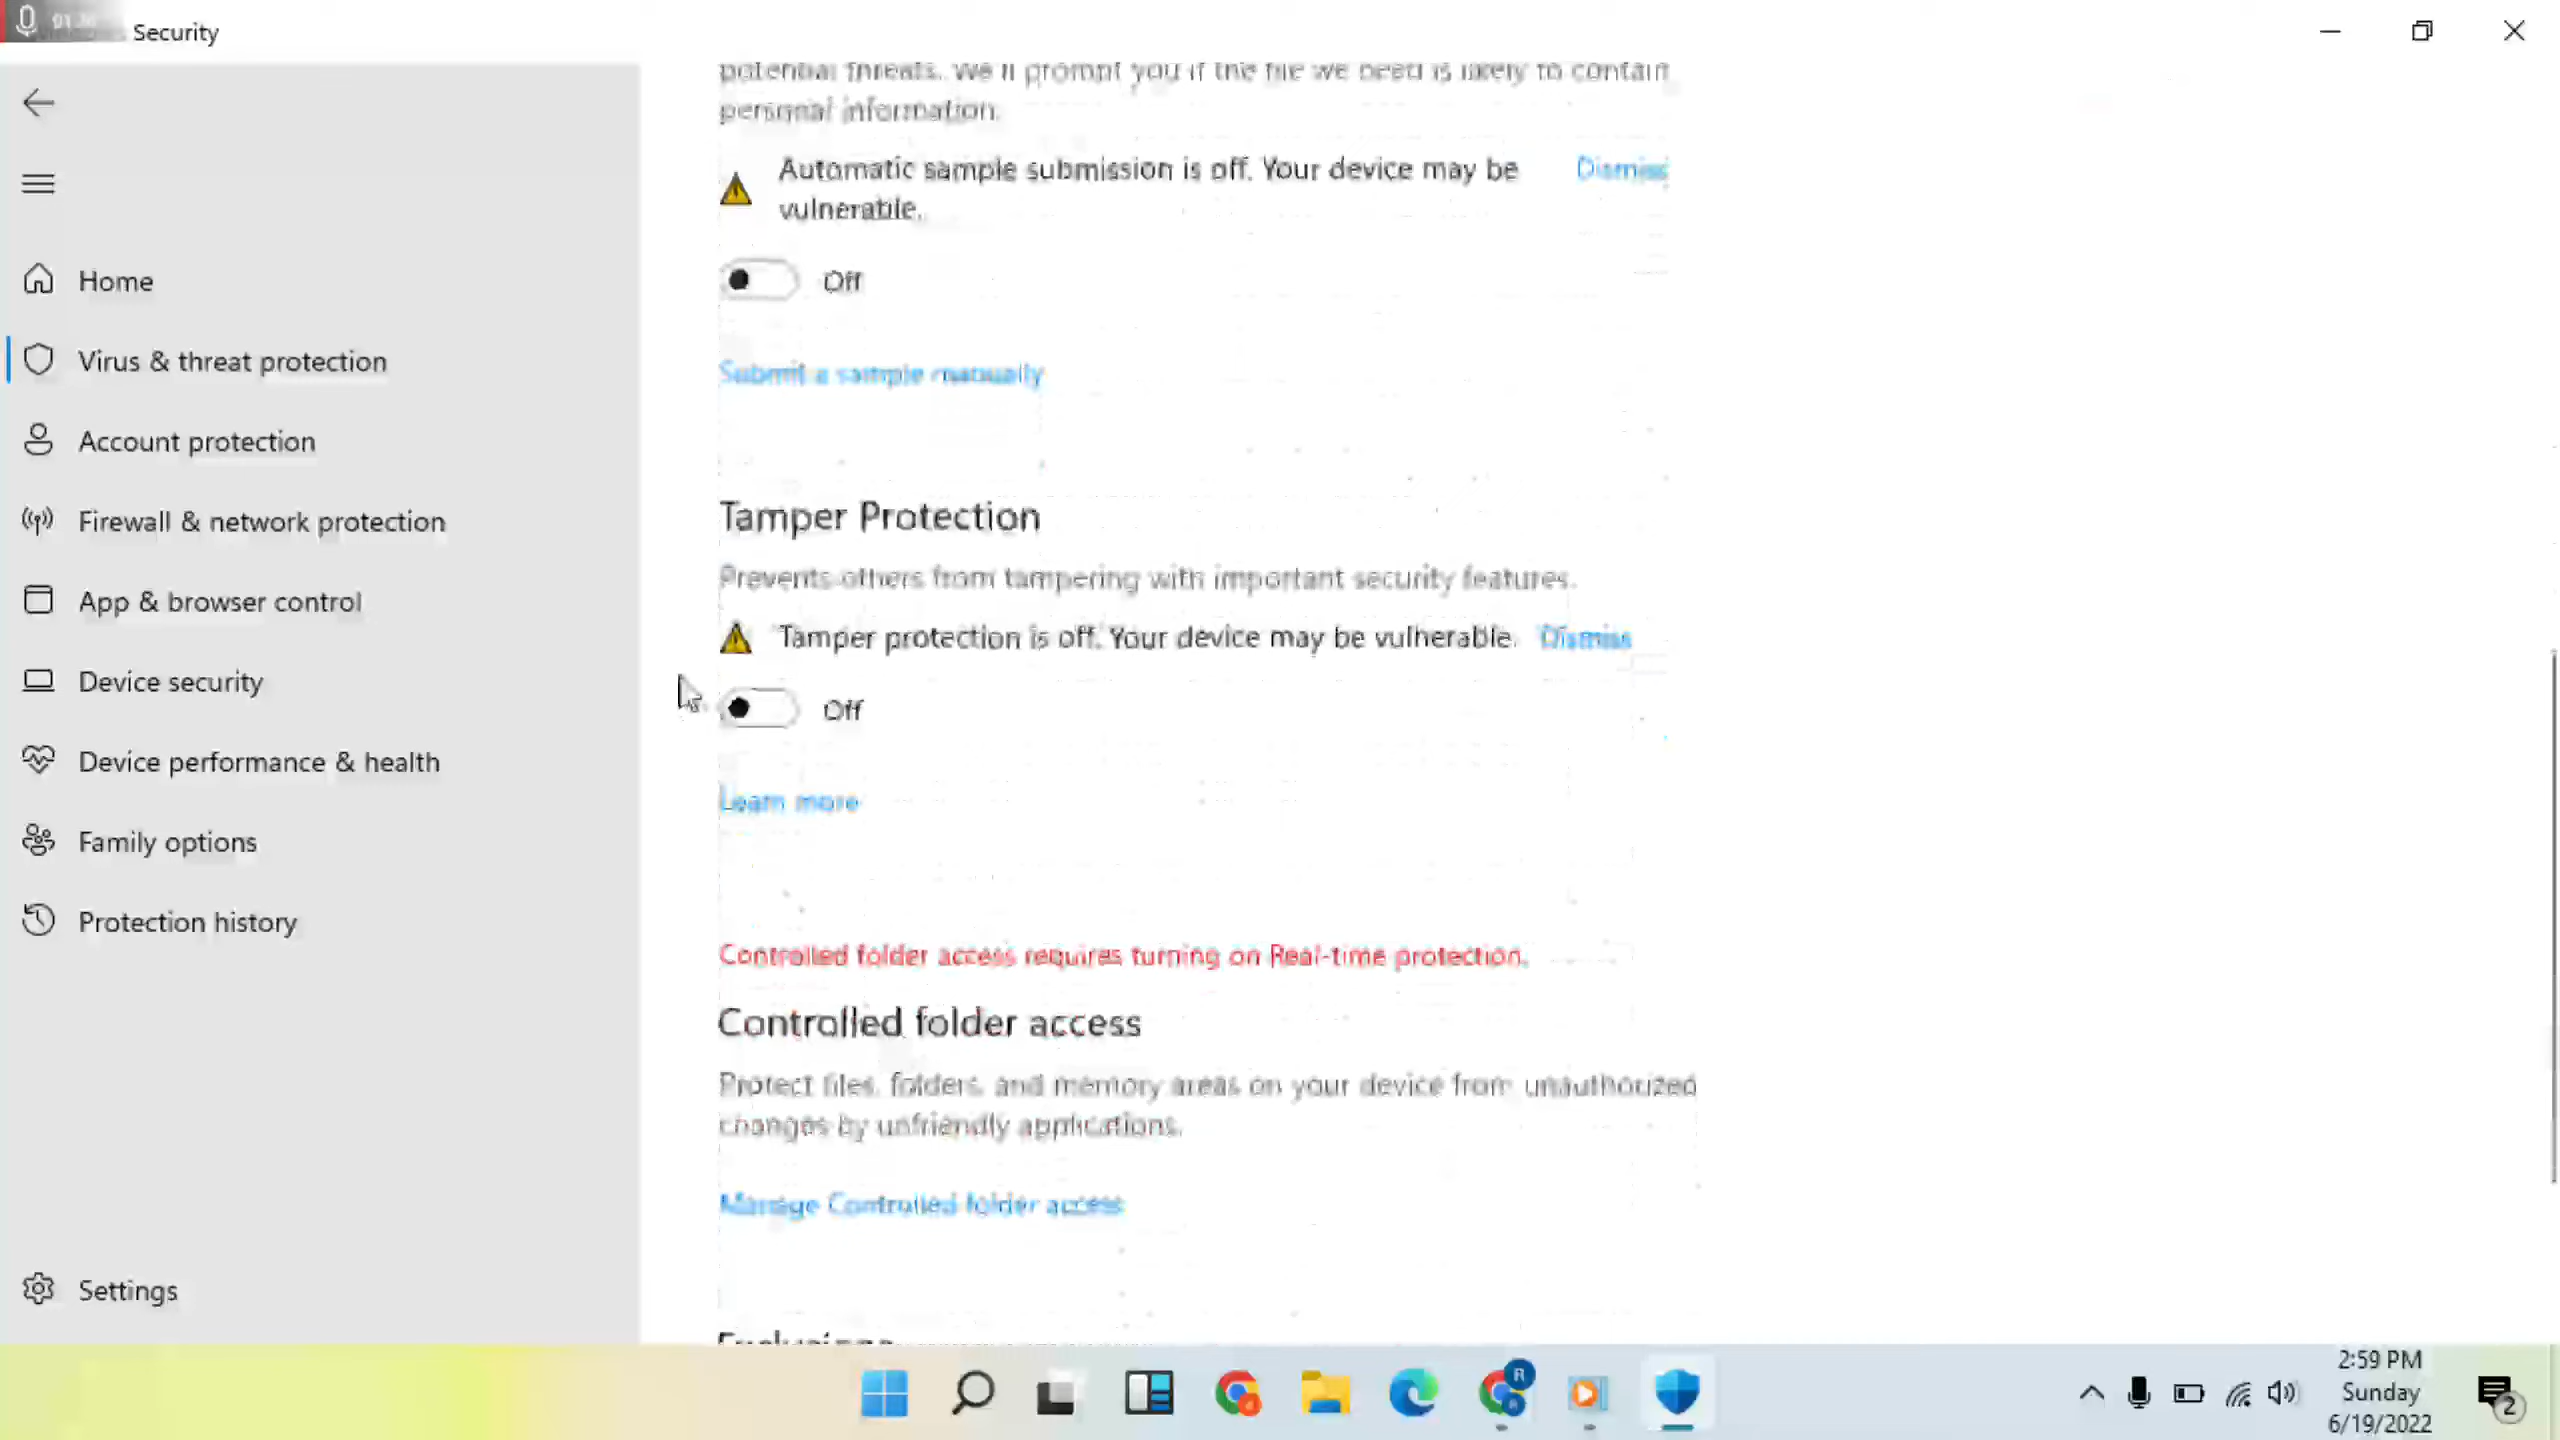 Security
potential threats. We'll prompt you if the file we need is likely to contain
personal information.
Automatic sample submission is off. Your device may be
vulnerable.
Dismiss
Off
Submit a sample manually
Home
Virus & threat protection
Account protection
Firewall & network protection
App & browser control
Device security
Device performance & health
Family options
Protection history
Settings
Tamper Protection
Prevents others from tampering with important security features.
Tamper protection is off. Your device may be vulnerable. Dismiss
Off
Learn more
Controlled folder access requires turning on Real-time protection.
Controlled folder access
Protect files, folders, and memory areas on your device from unauthorized
changes by unfriendly applications.
Manage Controlled folder access
Exclusions
R
2:59 PM
Sunday
6/19/2022
2